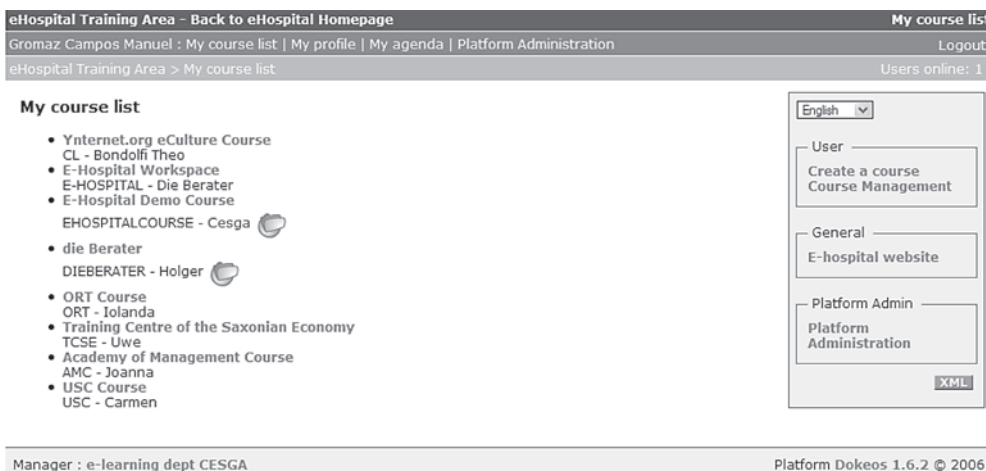 eHospital Training Area - Back to eHospital Homepage
My course list
Gromaz Campos Manuel : My course list | My profile | My agenda | Platform Administration
Logout
eHospital Training Area > My course list
Users online: 1
My course list
• Ynternet.org eCulture Course
CL - Bondolfi Theo
• E-Hospital Workspace
E-HOSPITAL - Die Berater
• E-Hospital Demo Course
EHOSPITALCOURSE - Cesga
• die Berater
DIEBERATER - Holger
• ORT Course
ORT - Iolanda
• Training Centre of the Saxonian Economy
TCSE - Uwe
• Academy of Management Course
AMC - Joanna
• USC Course
USC - Carmen
English
User
Create a course
Course Management
General
E-hospital website
Platform Admin
Platform
Administration
XML
Manager : e-learning dept CESGA
Platform Dokeos 1.6.2 © 2006